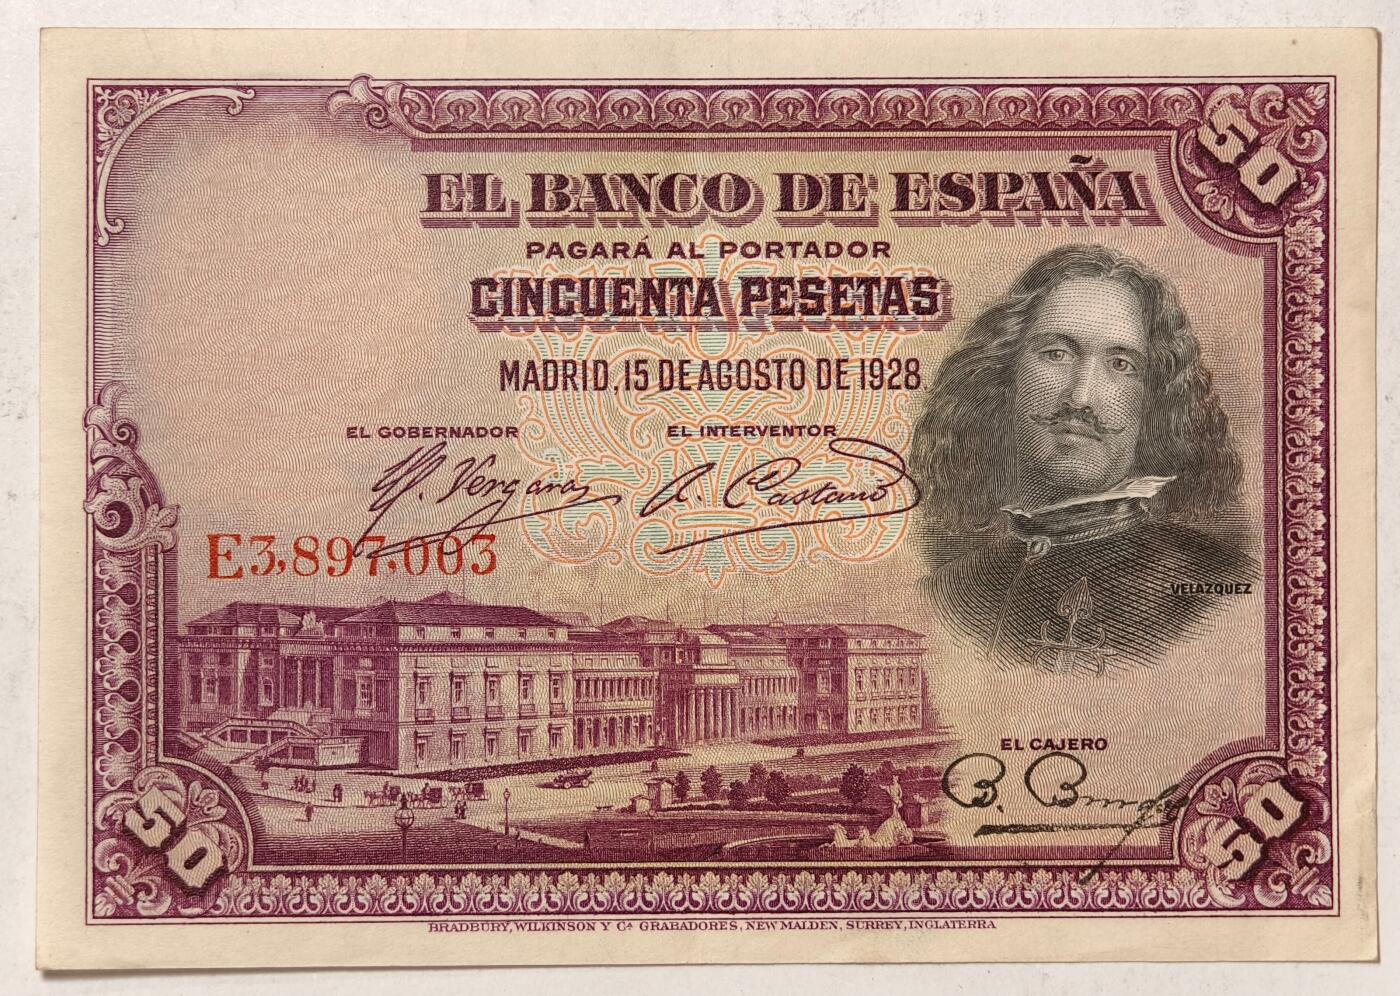 50
EL BANCO DE ESPAÑA
PAGARÁ AL PORTADOR
CINCUENTA PESETAS
MADRID, 15 DE AGOSTO DE 1928.
EL GOBERNADOR
EL INTERVENTOR
E3,897,003
VELAZQUEZ
EL CAJERO
50
50
BRADBURY, WILKINSON Y Cª GRABADORES, NEW MALDEN, SURREY, INGLATERRA